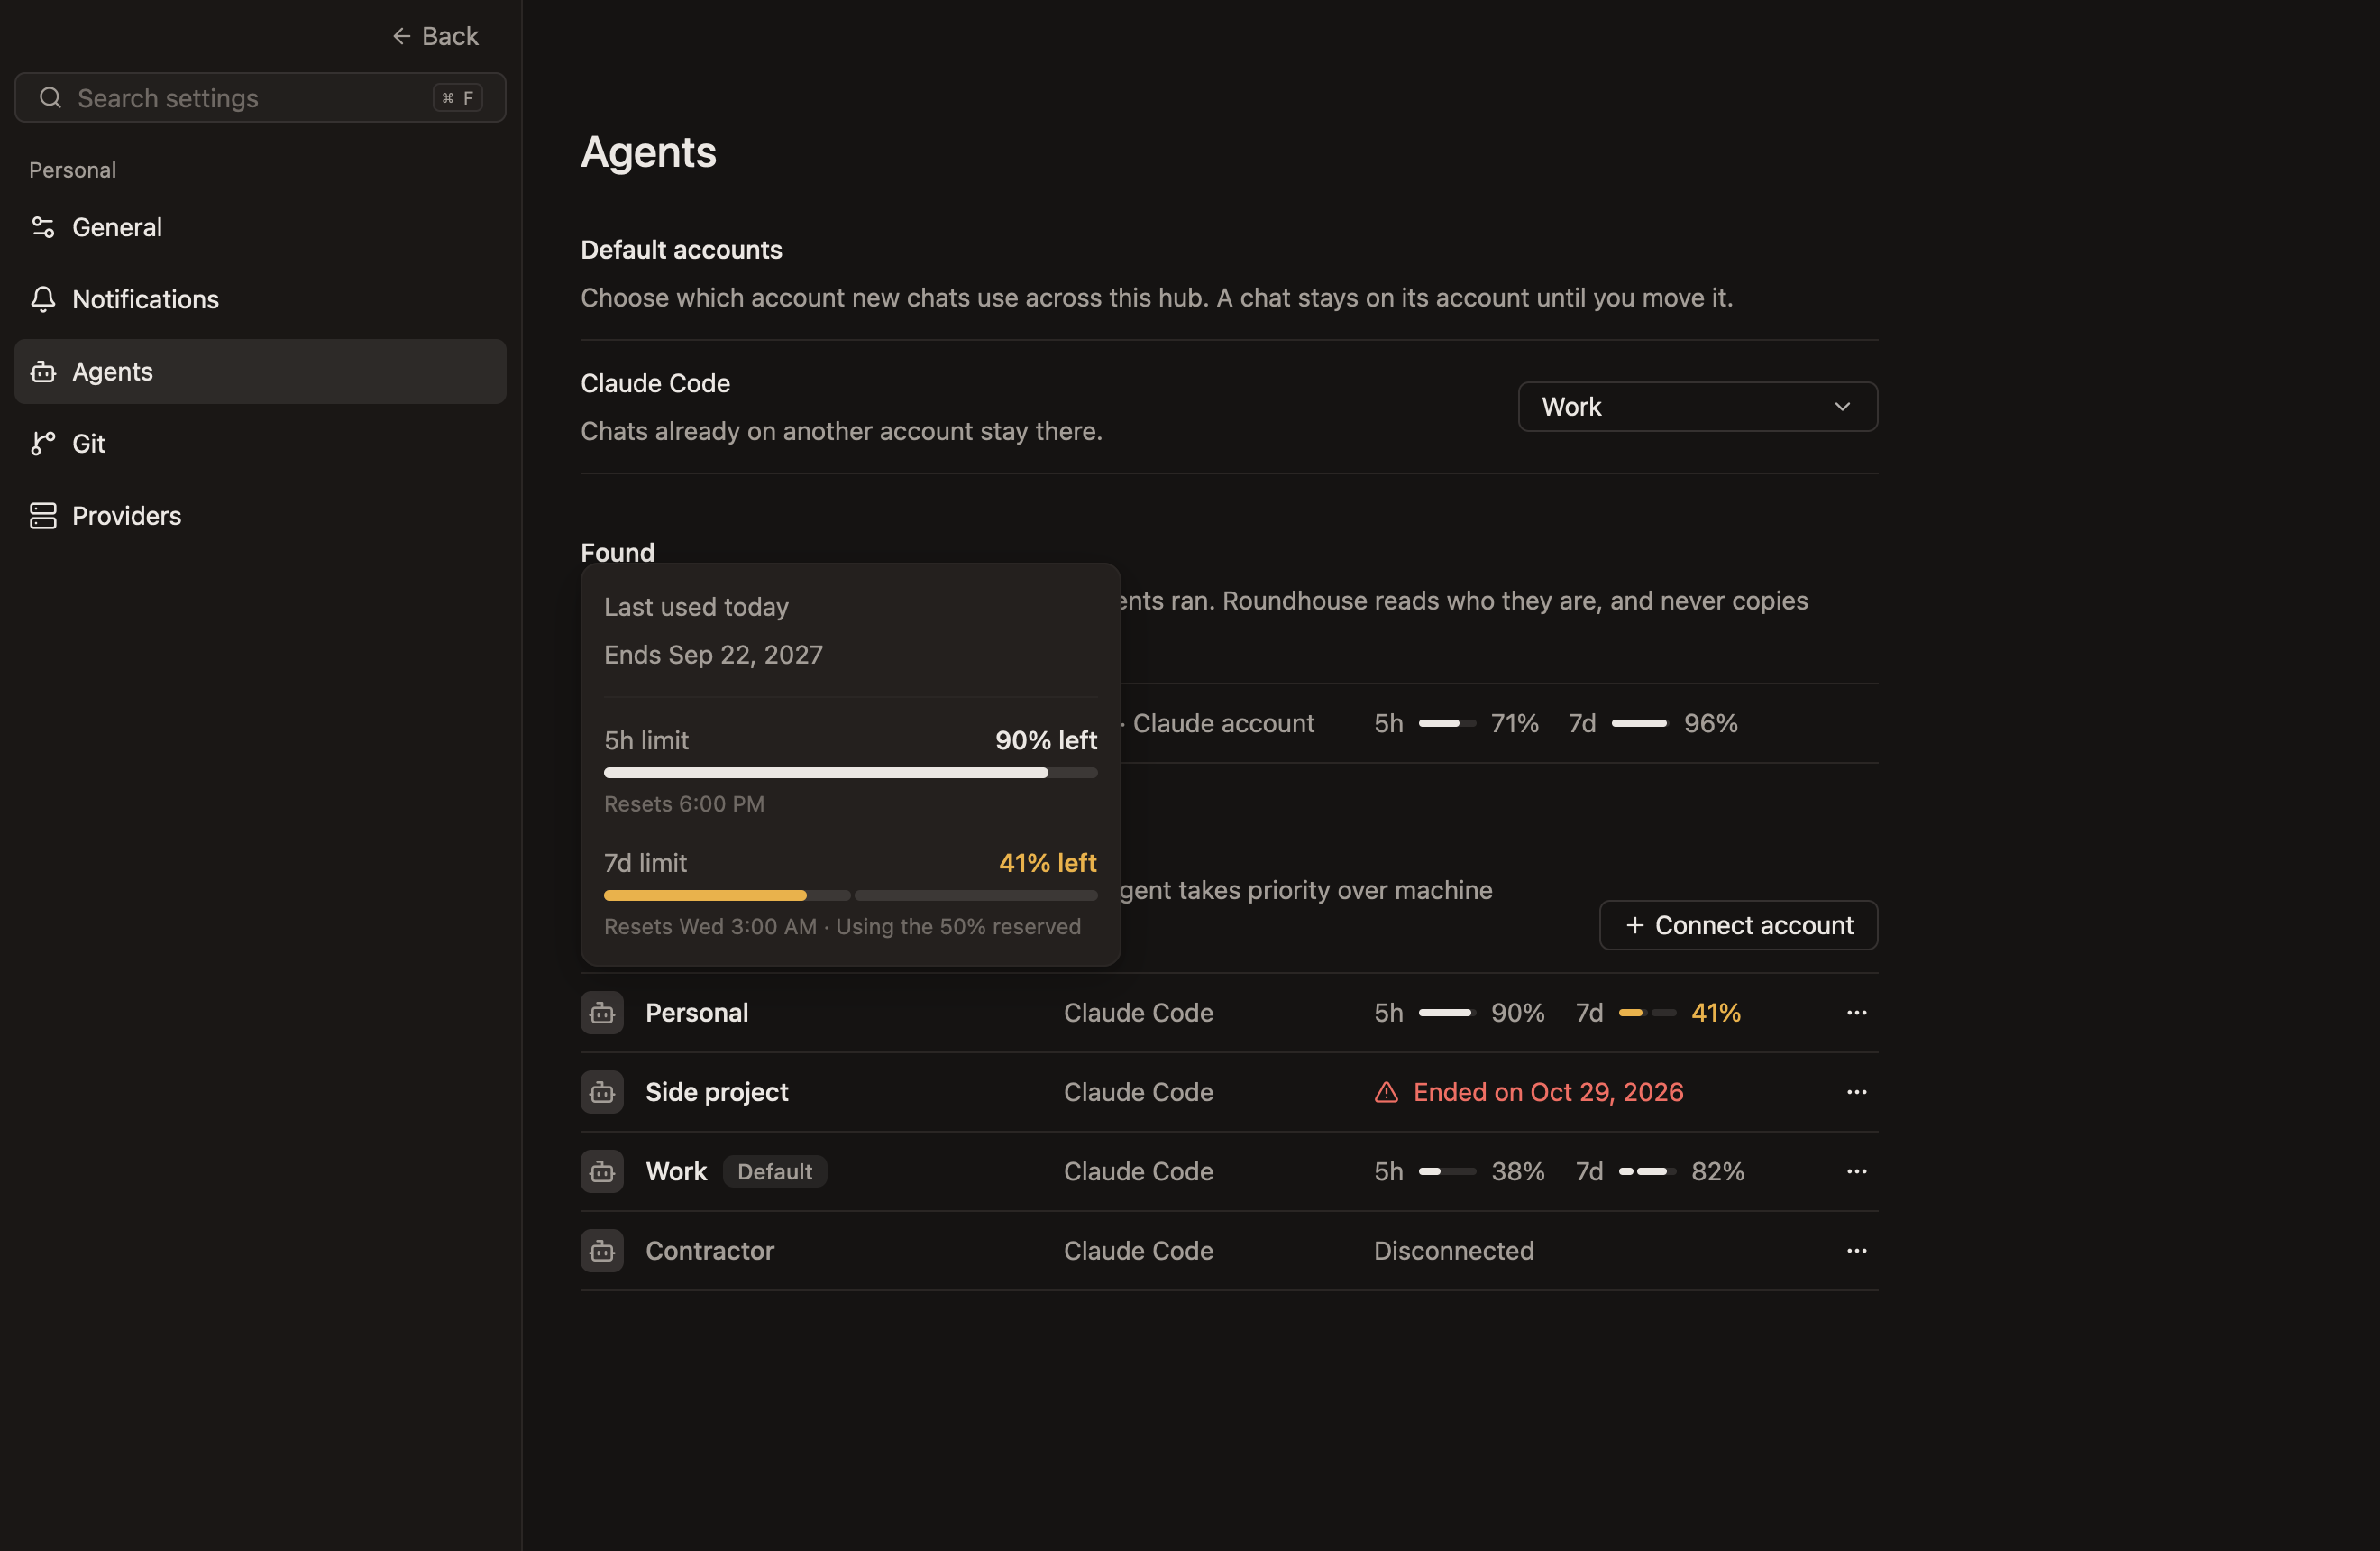 Back
Search settings
⌘ F
Personal
General
Notifications
Agents
Git
Providers
Agents
Default accounts
Choose which account new chats use across this hub. A chat stays on its account until you move it.
Claude Code
Chats already on another account stay there.
Work
Found
ran. Roundhouse reads who they are, and never copies
· Claude account 5h 71% 7d 96%
takes priority over machine
+ Connect account
Last used today
Ends Sep 22, 2027
5h limit 90% left
Resets 6:00 PM
7d limit 41% left
Resets Wed 3:00 AM · Using the 50% reserved
Personal Claude Code 5h 90% 7d 41%
Side project Claude Code Ended on Oct 29, 2026
Work Default Claude Code 5h 38% 7d 82%
Contractor Claude Code Disconnected